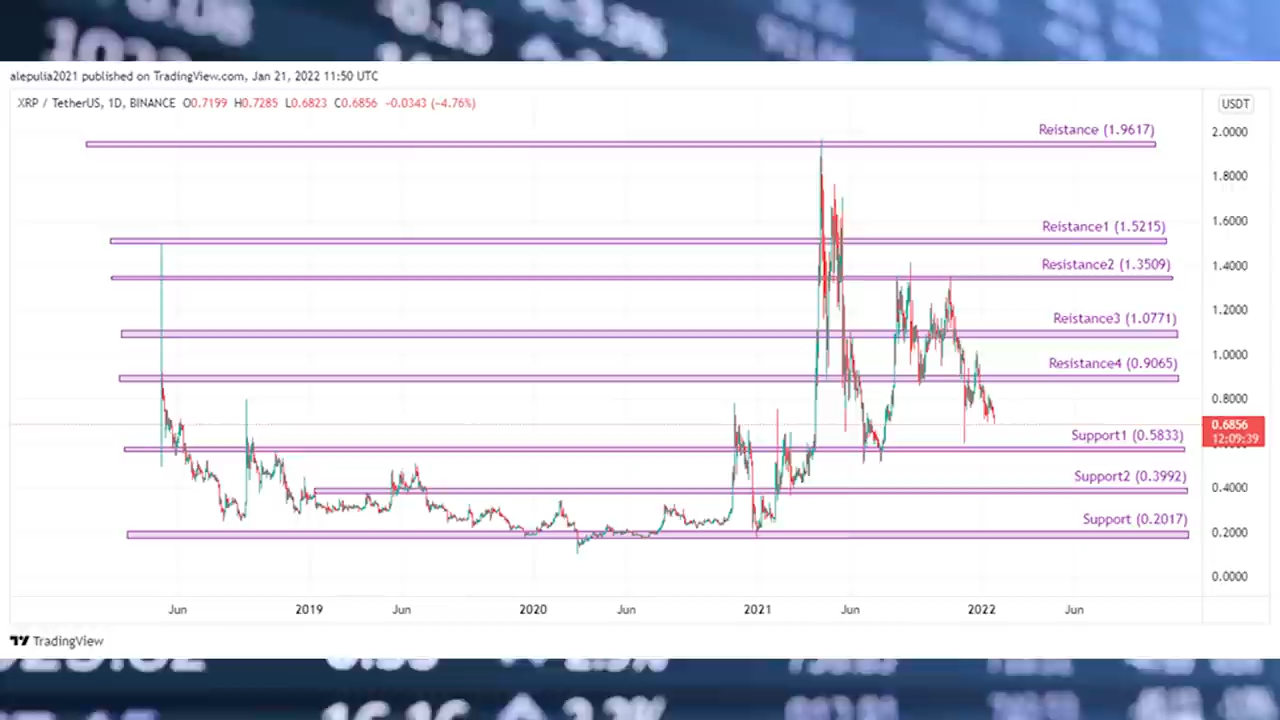 alepulia2021 published on TradingView.com, Jan 21, 2022 11:50 UTC
XRP / TetherUS, 1D, BINANCE O0.7199 H0.7285 L0.6823 C0.6856 -0.0343 (-4.76%)
USDT
Reistance (1.9617)
2.0000
1.8000
Reistance1 (1.5215)
1.6000
Resistance2 (1.3509)
1.4000
Reistance3 (1.0771)
1.2000
Resistance4 (0.9065)
1.0000
0.8000
0.6856
12:09:39
Support1 (0.5833)
Support2 (0.3992)
0.4000
Support (0.2017)
0.2000
0.0000
Jun 2019 Jun 2020 Jun 2021 Jun 2022 Jun
TradingView